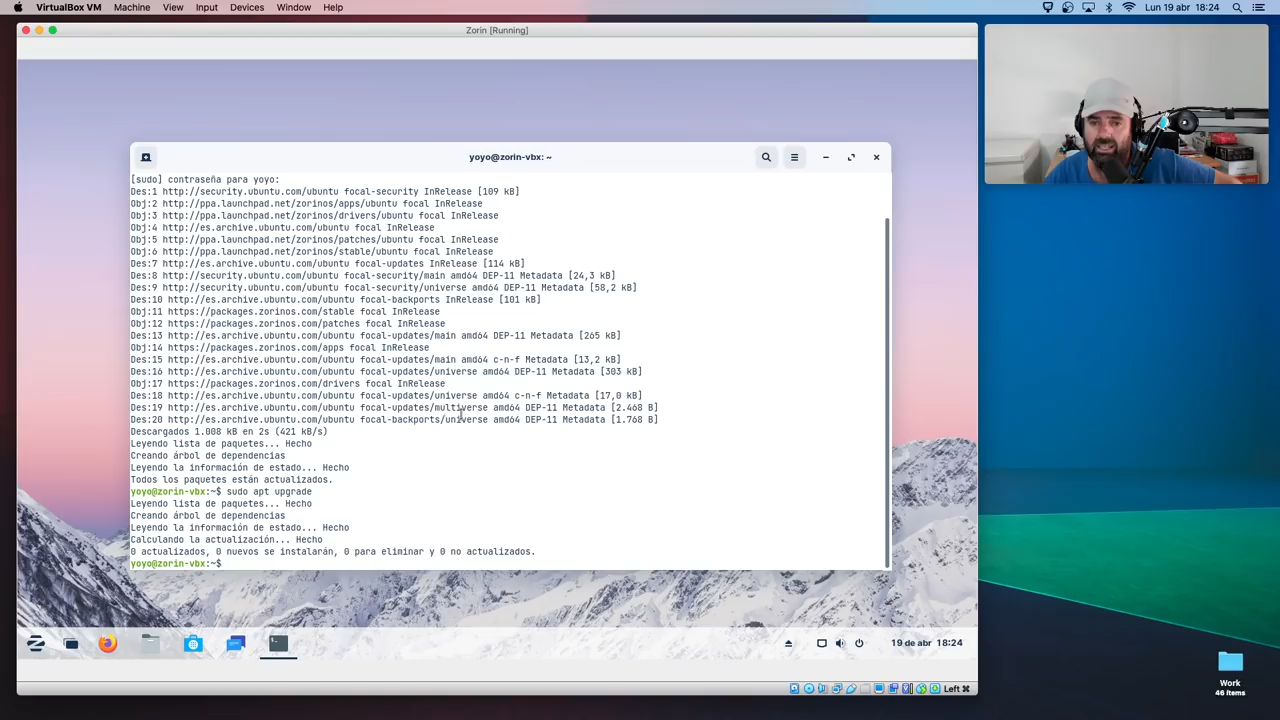 VirtualBox VM Machine View Input Devices Window Help Lun 19 abr 18:24
Zorin [Running]
yoyo@zorin-vbx: ~
[sudo] contraseña para yoyo:
Des:1 http://security.ubuntu.com/ubuntu focal-security InRelease [109 kB]
Obj:2 http://ppa.launchpad.net/zorinos/apps/ubuntu focal InRelease
Obj:3 http://ppa.launchpad.net/zorinos/drivers/ubuntu focal InRelease
Obj:4 http://es.archive.ubuntu.com/ubuntu focal InRelease
Obj:5 http://ppa.launchpad.net/zorinos/patches/ubuntu focal InRelease
Obj:6 http://ppa.launchpad.net/zorinos/stable/ubuntu focal InRelease
Des:7 http://es.archive.ubuntu.com/ubuntu focal-updates InRelease [114 kB]
Des:8 http://security.ubuntu.com/ubuntu focal-security/main amd64 DEP-11 Metadata [24,3 kB]
Des:9 http://security.ubuntu.com/ubuntu focal-security/universe amd64 DEP-11 Metadata [58,2 kB]
Des:10 http://es.archive.ubuntu.com/ubuntu focal-backports InRelease [101 kB]
Obj:11 https://packages.zorinos.com/stable focal InRelease
Obj:12 https://packages.zorinos.com/patches focal InRelease
Des:13 http://es.archive.ubuntu.com/ubuntu focal-updates/main amd64 DEP-11 Metadata [265 kB]
Obj:14 https://packages.zorinos.com/apps focal InRelease
Des:15 http://es.archive.ubuntu.com/ubuntu focal-updates/main amd64 c-n-f Metadata [13,2 kB]
Des:16 http://es.archive.ubuntu.com/ubuntu focal-updates/universe amd64 DEP-11 Metadata [303 kB]
Obj:17 https://packages.zorinos.com/drivers focal InRelease
Des:18 http://es.archive.ubuntu.com/ubuntu focal-updates/universe amd64 c-n-f Metadata [17,0 kB]
Des:19 http://es.archive.ubuntu.com/ubuntu focal-updates/multiverse amd64 DEP-11 Metadata [2.468 B]
Des:20 http://es.archive.ubuntu.com/ubuntu focal-backports/universe amd64 DEP-11 Metadata [1.768 B]
Descargados 1.008 kB en 2s (421 kB/s)
Leyendo lista de paquetes... Hecho
Creando árbol de dependencias
Leyendo la información de estado... Hecho
Todos los paquetes están actualizados.
yoyo@zorin-vbx:~$ sudo apt upgrade
Leyendo lista de paquetes... Hecho
Creando árbol de dependencias
Leyendo la información de estado... Hecho
Calculando la actualización... Hecho
0 actualizados, 0 nuevos se instalarán, 0 para eliminar y 0 no actualizados.
yoyo@zorin-vbx:~$
19 de abr 18:24
Left ⌘
Work
46 items